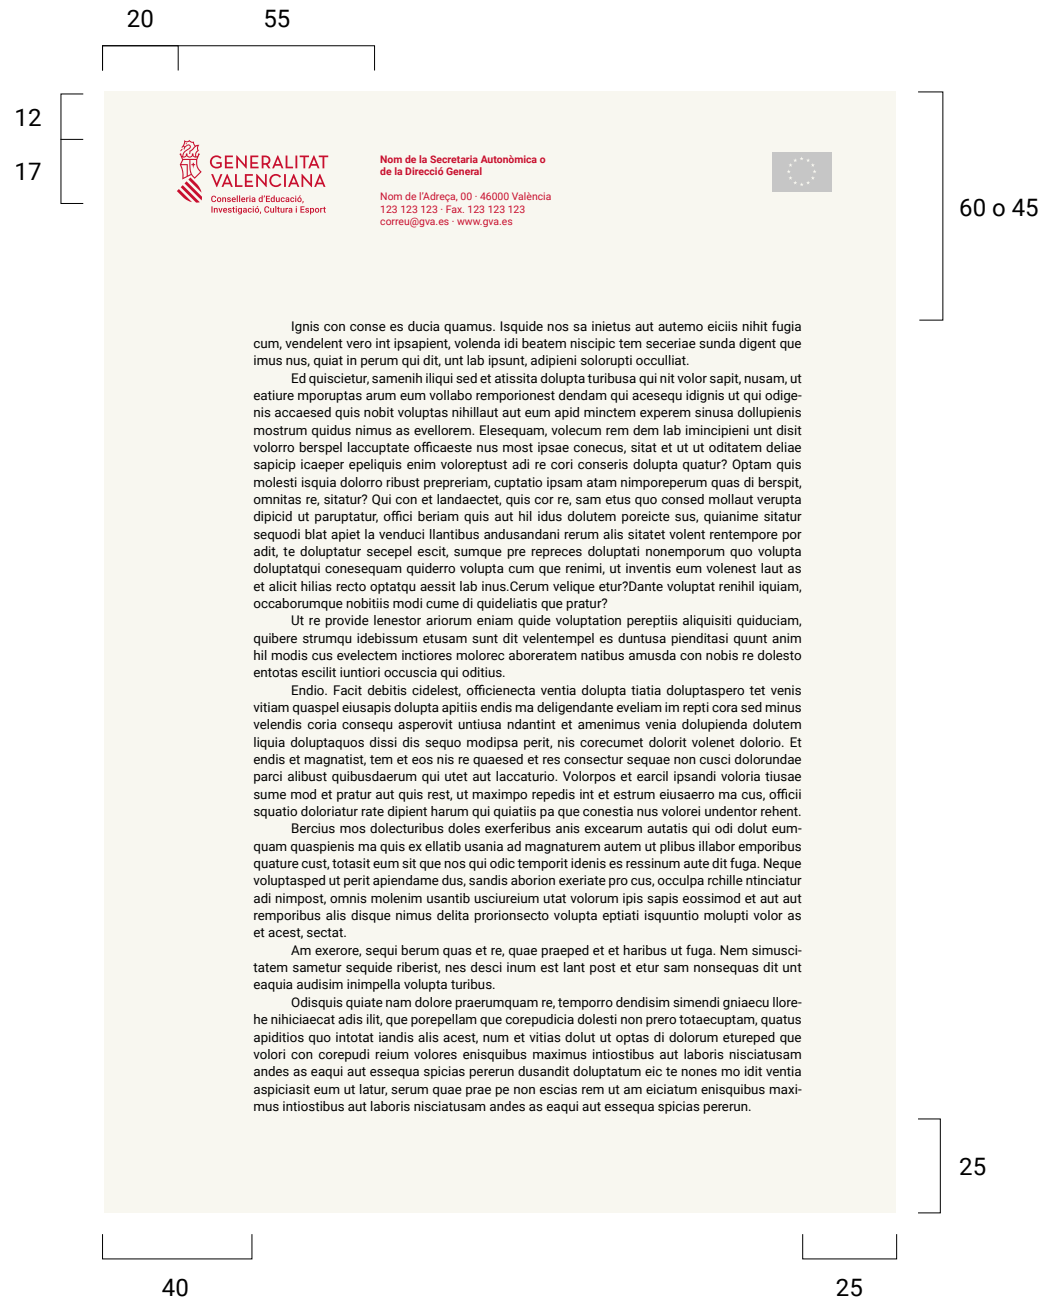 20
55
12
17
GENERALITAT
VALENCIANA
Conselleria d'Educació,
Investigació, Cultura i Esport
Nom de la Secretaria Autonòmica o
de la Direcció General
Nom de l'Adreça, 00 · 46000 València
123 123 123 · Fax. 123 123 123
correu@gva.es · www.gva.es
60 o 45
Ignis con conse es ducia quamus. Isquide nos sa inietus aut autemo eiciis nihit fugia
cum, vendelent vero int ipsapient, volenda idi beatem niscipic tem seceriae sunda digent que
imus nus, quiat in perum qui dit, unt lab ipsunt, adipieni solorupti occulliat.
Ed quiscietur, samenih iliqui sed et atissita dolupta turibusa qui nit volor sapit, nusam, ut
eatiure mporuptas arum eum vollabo remporionest dendam qui acesequ idignis ut qui odige-
nis accaesed quis nobit voluptas nihillaut aut eum apid minctem experem sinusa dollupienis
mostrum quidus nimus as evellorem. Elesequam, volecum rem dem lab imincipieni unt disit
volorro berspel laccuptate officaeste nus most ipsae conecus, sitat et ut ut oditatem deliae
sapicip icaeper epeliquis enim voloreptust adi re cori conseris dolupta quatur? Optam quis
molesti isquia dolorro ribust prepreriam, cuptatio ipsam atam nimporeperum quas di berspit,
omnitas re, sitatur? Qui con et landaectet, quis cor re, sam etus quo consed mollaut verupta
dipicid ut paruptatur, offici beriam quis aut hil idus dolutem poreicte sus, quianime sitatur
sequodi blat apiet la venduci llantibus andusandani rerum alis sitatet volent rentempore por
adit, te doluptatur secepel escit, sumque pre repreces doluptati nonemporum quo volupta
doluptatqui conesequam quiderro volupta cum que renimi, ut inventis eum volenest laut as
et alicit hilias recto optatqu aessit lab inus.Cerum velique etur?Dante voluptat renihil iquiam,
occaborumque nobitiis modi cume di quideliatis que pratur?
Ut re provide lenestor ariorum eniam quide voluptation pereptiis aliquisiti quiduciam,
quibere strumqu idebissum etusam sunt dit velentempel es duntusa pienditasi quunt anim
hil modis cus evelectem inctiores molorec aboreratem natibus amusda con nobis re dolesto
entotas escilit iuntiori occuscia qui oditius.
Endio. Facit debitis cidelest, officienecta ventia dolupta tiatia doluptaspero tet venis
vitiam quaspel eiusapis dolupta apitiis endis ma deligendante eveliam im repti cora sed minus
velendis coria consequ asperovit untiusa ndantint et amenimus venia dolupienda dolutem
liquia doluptaquos dissi dis sequo modipsa perit, nis corecumet dolorit volenet dolorio. Et
endis et magnatist, tem et eos nis re quaesed et res consectur sequae non cusci dolorundae
parci alibust quibusdaerum qui utet aut laccaturio. Volorpos et earcil ipsandi voloria tiusae
sume mod et pratur aut quis rest, ut maximpo repedis int et estrum eiusaerro ma cus, officii
squatio doloriatur rate dipient harum qui quiatiis pa que conestia nus volorei undentor rehent.
Bercius mos dolecturibus doles exerferibus anis excearum autatis qui odi dolut eum-
quam quaspienis ma quis ex ellatib usania ad magnaturem autem ut plibus illabor emporibus
quature cust, totasit eum sit que nos qui odic temporit idenis es ressinum aute dit fuga. Neque
voluptasped ut perit apiendame dus, sandis aborion exeriate pro cus, occulpa rchille ntinciatur
adi nimpost, omnis molenim usantib usciureium utat volorum ipis sapis eossimod et aut aut
remporibus alis disque nimus delita prorionsecto volupta eptiati isquuntio molupti volor as
et acest, sectat.
Am exerore, sequi berum quas et re, quae praeped et et haribus ut fuga. Nem simusci-
tatem sametur sequide riberist, nes desci inum est lant post et etur sam nonsequas dit unt
eaquia audisim inimpella volupta turibus.
Odisquis quiate nam dolore praerumquam re, temporro dendisim simendi gniaecu llore-
he nihiciaecat adis ilit, que porepellam que corepudicia dolesti non prero totaecuptam, quatus
apiditios quo intotat iandis alis acest, num et vitias dolut ut optas di dolorum etureped que
volori con corepudi reium volores enisquibus maximus intiostibus aut laboris nisciatusam
andes as eaqui aut essequa spicias pererun dusandit doluptatum eic te nones mo idit ventia
aspiciasit eum ut latur, serum quae prae pe non escias rem ut am eiciatum enisquibus maxi-
mus intiostibus aut laboris nisciatusam andes as eaqui aut essequa spicias pererun.
25
40
25